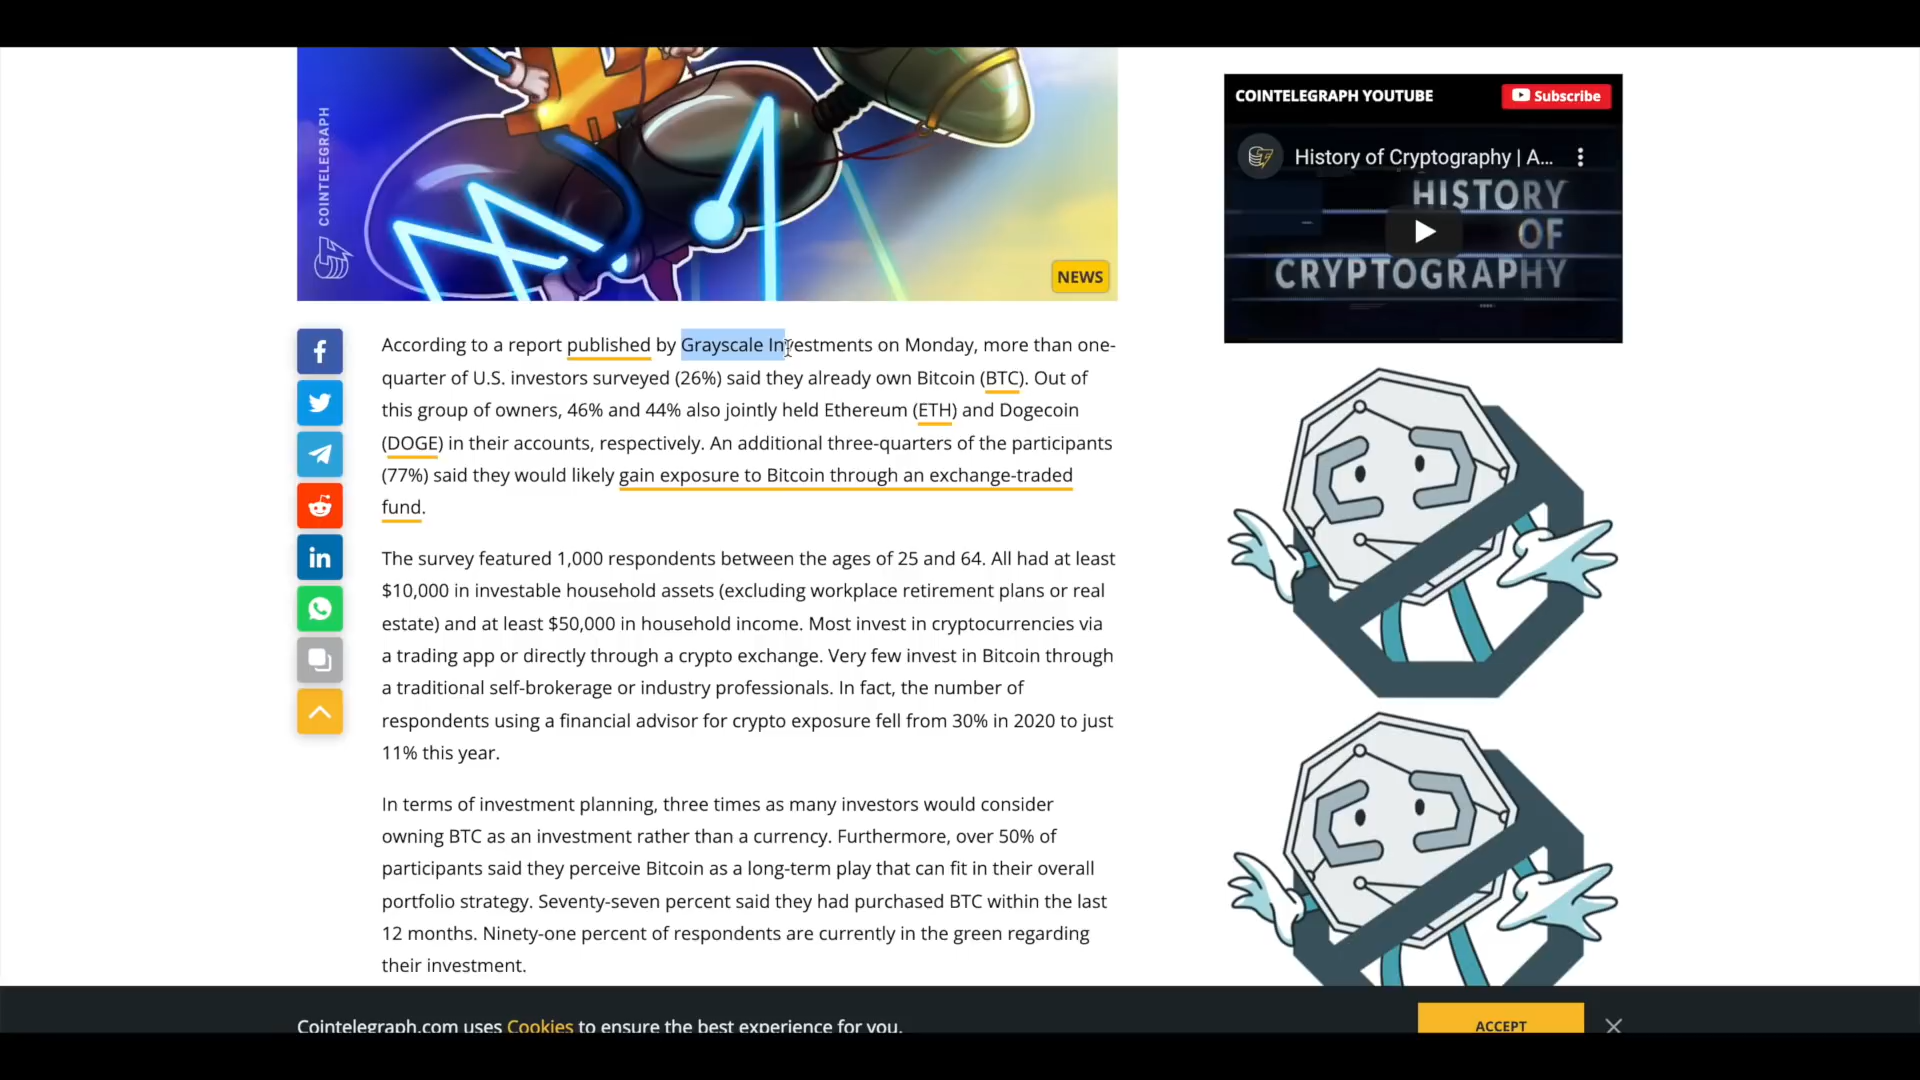 COINTELEGRAPH
NEWS
According to a report published by Grayscale Investments on Monday, more than one-
quarter of U.S. investors surveyed (26%) said they already own Bitcoin (BTC). Out of
this group of owners, 46% and 44% also jointly held Ethereum (ETH) and Dogecoin
(DOGE) in their accounts, respectively. An additional three-quarters of the participants
(77%) said they would likely gain exposure to Bitcoin through an exchange-traded
fund.
The survey featured 1,000 respondents between the ages of 25 and 64. All had at least
$10,000 in investable household assets (excluding workplace retirement plans or real
estate) and at least $50,000 in household income. Most invest in cryptocurrencies via
a trading app or directly through a crypto exchange. Very few invest in Bitcoin through
a traditional self-brokerage or industry professionals. In fact, the number of
respondents using a financial advisor for crypto exposure fell from 30% in 2020 to just
11% this year.
In terms of investment planning, three times as many investors would consider
owning BTC as an investment rather than a currency. Furthermore, over 50% of
participants said they perceive Bitcoin as a long-term play that can fit in their overall
portfolio strategy. Seventy-seven percent said they had purchased BTC within the last
12 months. Ninety-one percent of respondents are currently in the green regarding
their investment.
COINTELEGRAPH YOUTUBE
Subscribe
History of Cryptography | A...
HISTORY
OF
CRYPTOGRAPHY
Cointelegraph.com uses Cookies to ensure the best experience for you.
ACCEPT